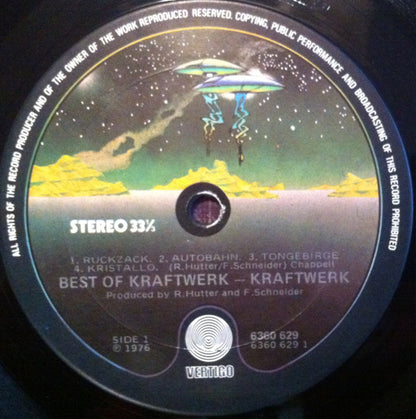 ALL RIGHTS OF THE RECORD PRODUCER AND OF THE OWNER OF THE WORK REPRODUCED RESERVED. COPYING, PUBLIC PERFORMANCE AND BROADCASTING OF THIS RECORD PROHIBITED
STEREO 33⅓
1. RUCKZACK. 2. AUTOBAHN. 3. TONGEBIRGE
4. KRISTALLO. (R.Hutter/F.Schneider) Chappell
BEST OF KRAFTWERK – KRAFTWERK
Produced by R.Hutter and F.Schneider
SIDE 1 6360 629
℗ 1976 6360 629 1
VERTIGO